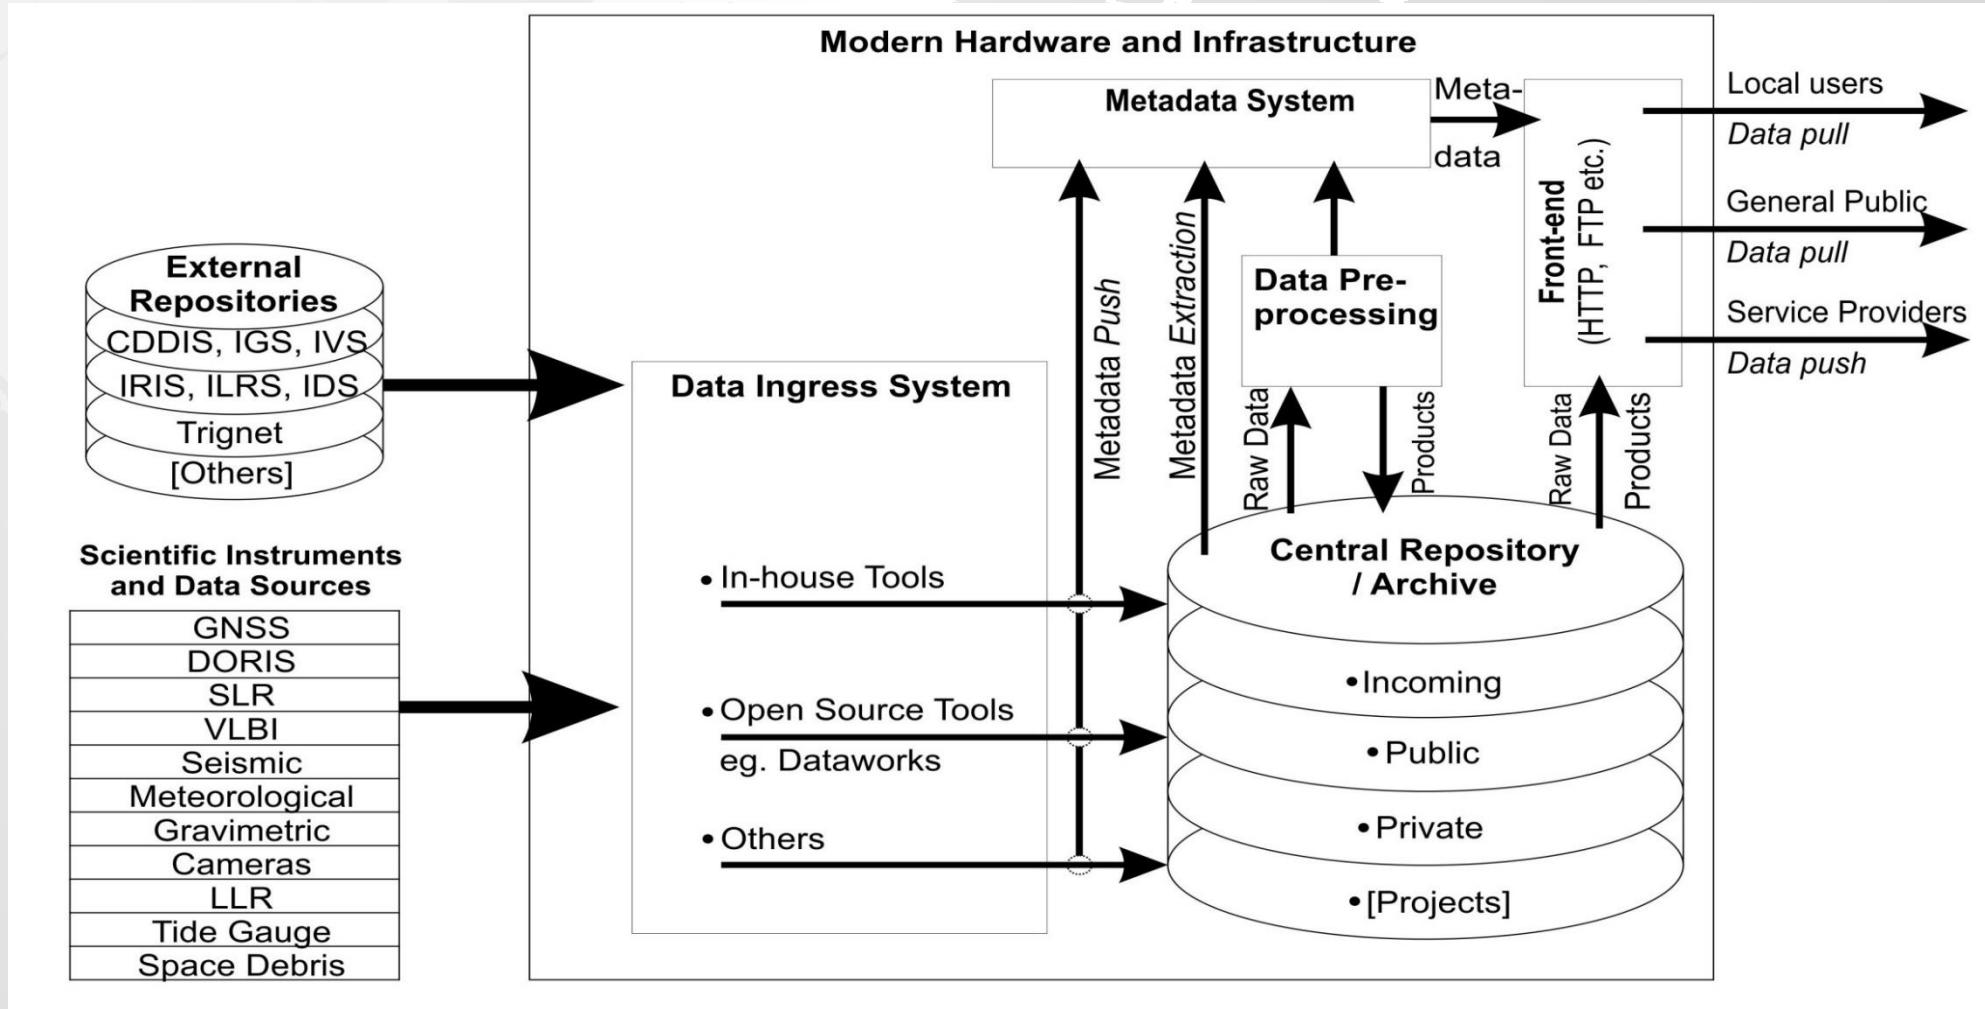 Modern Hardware and Infrastructure
Metadata System
Meta-
data
Local users
Data pull
General Public
Data pull
Service Providers
Data push
Front-end
(HTTP, FTP etc.)
External
Repositories
CDDIS, IGS, IVS
IRIS, ILRS, IDS
Trignet
[Others]
Scientific Instruments
and Data Sources
GNSS
DORIS
SLR
VLBI
Seismic
Meteorological
Gravimetric
Cameras
LLR
Tide Gauge
Space Debris
Data Ingress System
• In-house Tools
• Open Source Tools
eg. Dataworks
• Others
Metadata Push
Metadata Extraction
Data Pre-
processing
Raw Data
Products
Raw Data
Products
Central Repository
/ Archive
• Incoming
• Public
• Private
• [Projects]